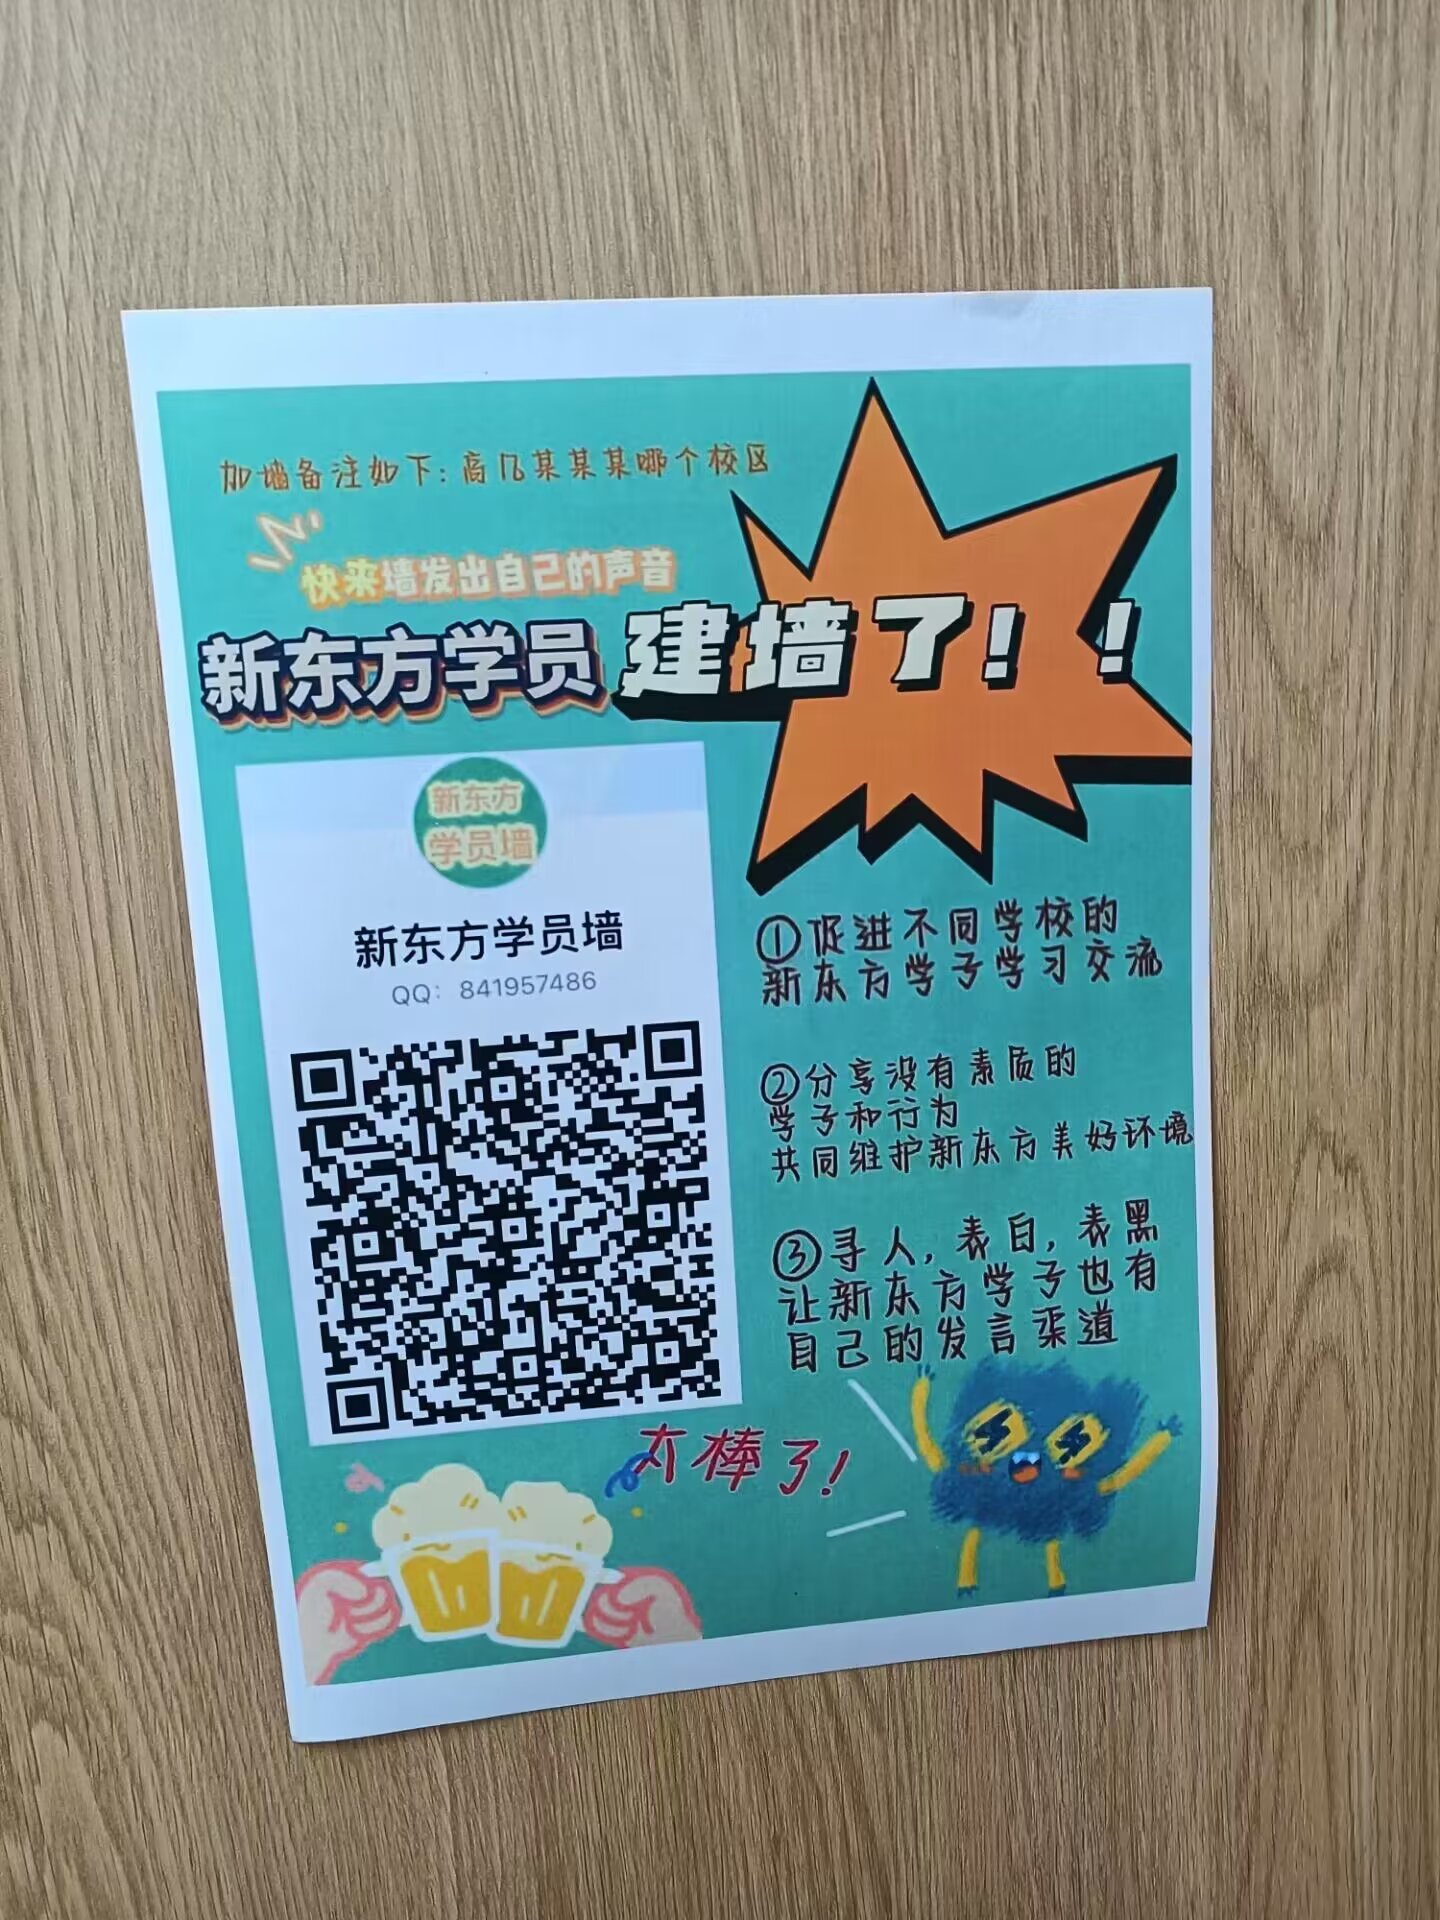 加墙备注如下:高几某某某哪个校区
快来墙发出自己的声音
新东方学员建墙了!!
新东方
学员墙
新东方学员墙
QQ: 841957486
①促进不同学校的
新东方学子学习交流
②分享没有素质的
学子和行为
共同维护新东方美好环境
③寻人,表白,表黑
让新东方学子也有
自己的发言渠道
太棒了!